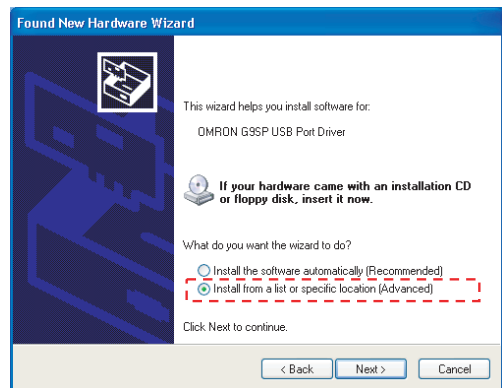 Found New Hardware Wizard
This wizard helps you install software for:
OMRON G9SP USB Port Driver
If your hardware came with an installation CD
or floppy disk, insert it now.
What do you want the wizard to do?
Install the software automatically (Recommended)
Install from a list or specific location (Advanced)
Click Next to continue.
< Back Next > Cancel